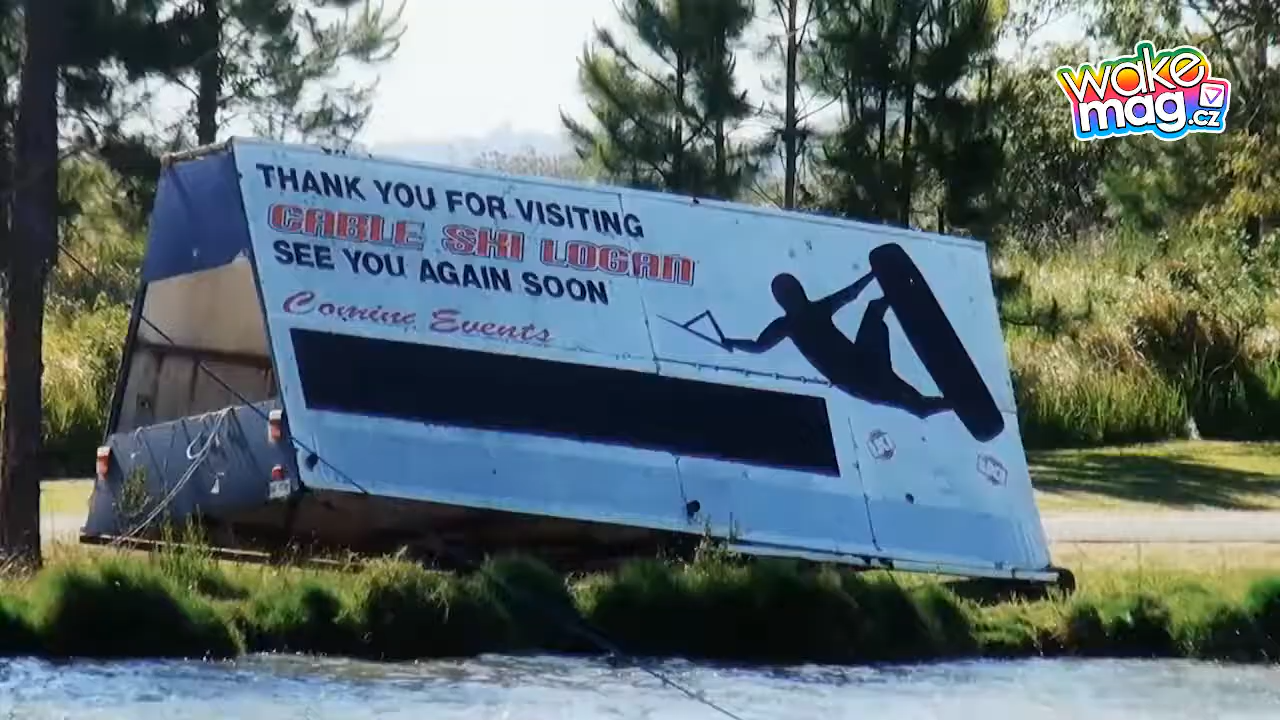 wake
mag.cz
THANK YOU FOR VISITING
CABLE SKI LOGAN
SEE YOU AGAIN SOON
Coming Events